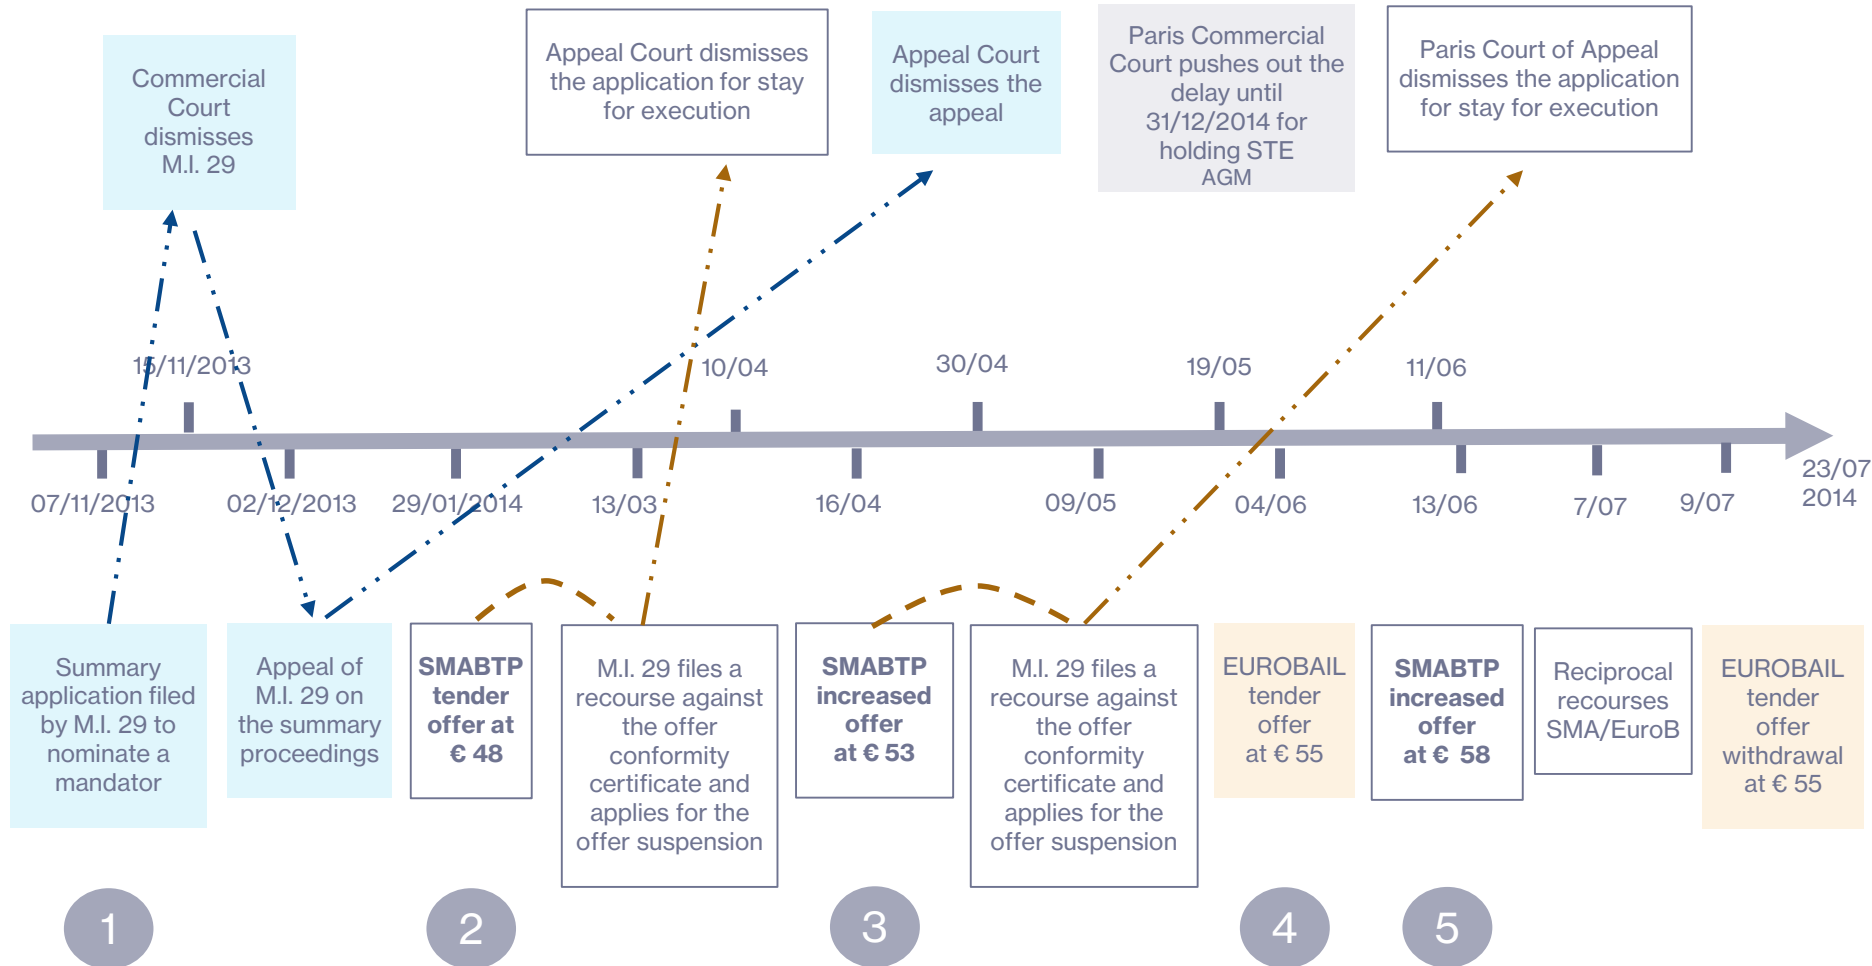 Commercial
Court
dismisses
M.I. 29
Appeal Court dismisses
the application for stay
for execution
Appeal Court
dismisses the
appeal
Paris Commercial
Court pushes out the
delay until
31/12/2014 for
holding STE
AGM
Paris Court of Appeal
dismisses the application
for stay for execution
15/11/2013
10/04
30/04
19/05
11/06
07/11/2013
02/12/2013
29/01/2014
13/03
16/04
09/05
04/06
13/06
7/07
9/07
23/07
2014
Summary
application filed
by M.I. 29 to
nominate a
mandator
Appeal of
M.I. 29 on
the summary
proceedings
SMABTP
tender
offer at
€ 48
M.I. 29 files a
recourse against
the offer
conformity
certificate and
applies for the
offer suspension
SMABTP
increased
offer
at € 53
M.I. 29 files a
recourse against
the offer
conformity
certificate and
applies for the
offer suspension
EUROBAIL
tender
offer
at € 55
SMABTP
increased
offer
at € 58
Reciprocal
recourses
SMA/EuroB
EUROBAIL
tender
offer
withdrawal
at € 55
1
2
3
4
5